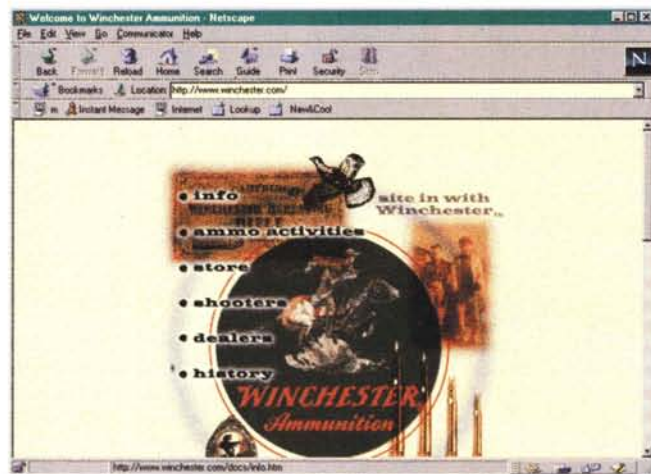 Welcome to Winchester Ammunition - Netscape
File Edit View Go Communicator Help
Back Forward Reload Home Search Guide Print Security Stop
N
Bookmarks Location http://www.winchester.com/
m Instant Message Internet Lookup New&Cool
• info
site in with
Winchester
• ammo activities
• store
• shooters
• dealers
• history
WINCHESTER
Ammunition
http://www.winchester.com/docs/info.htm